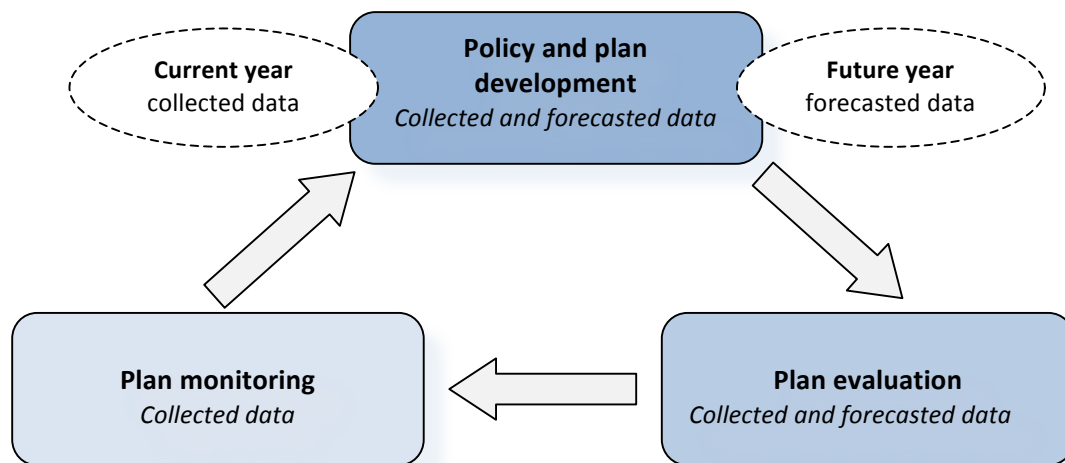 Current year
collected data
Policy and plan
development
Collected and forecasted data
Future year
forecasted data
Plan monitoring
Collected data
Plan evaluation
Collected and forecasted data